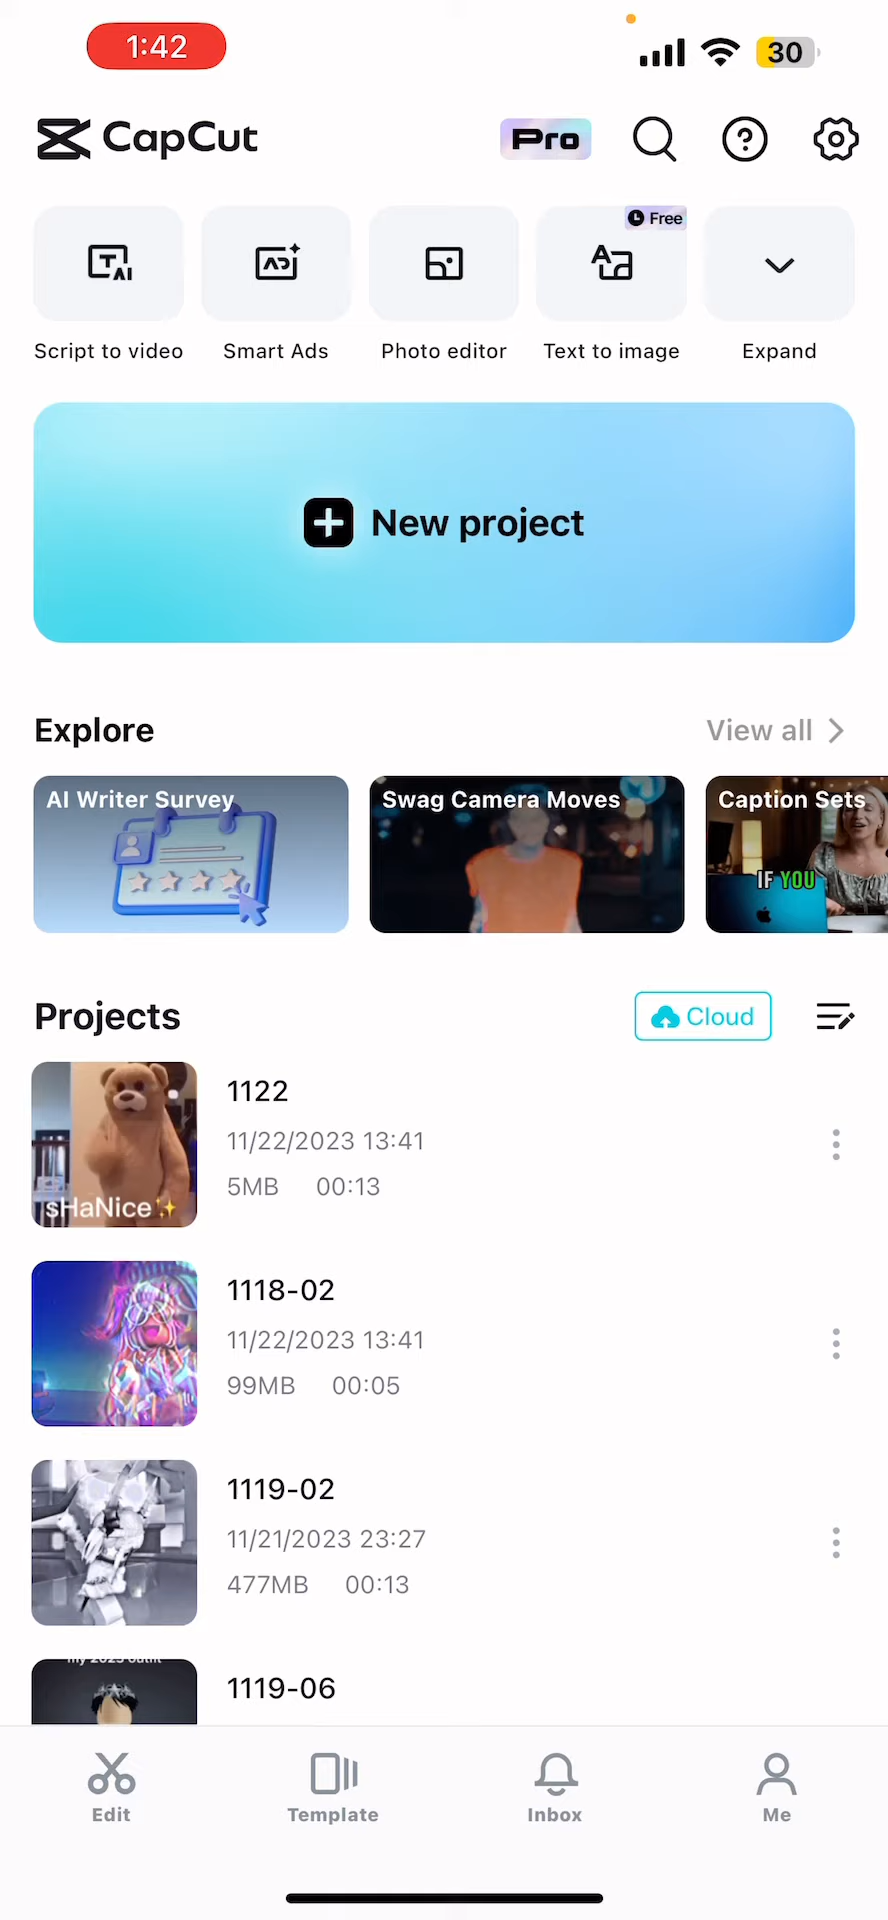 1:42
30
CapCut
Pro
Free
Script to video
Smart Ads
Photo editor
Text to image
Expand
New project
Explore
View all
AI Writer Survey
Swag Camera Moves
Caption Sets
IF YOU
Projects
Cloud
1122
11/22/2023 13:41
5MB 00:13
sHaNice✨
1118-02
11/22/2023 13:41
99MB 00:05
1119-02
11/21/2023 23:27
477MB 00:13
my 2023 outfit
1119-06
Edit
Template
Inbox
Me